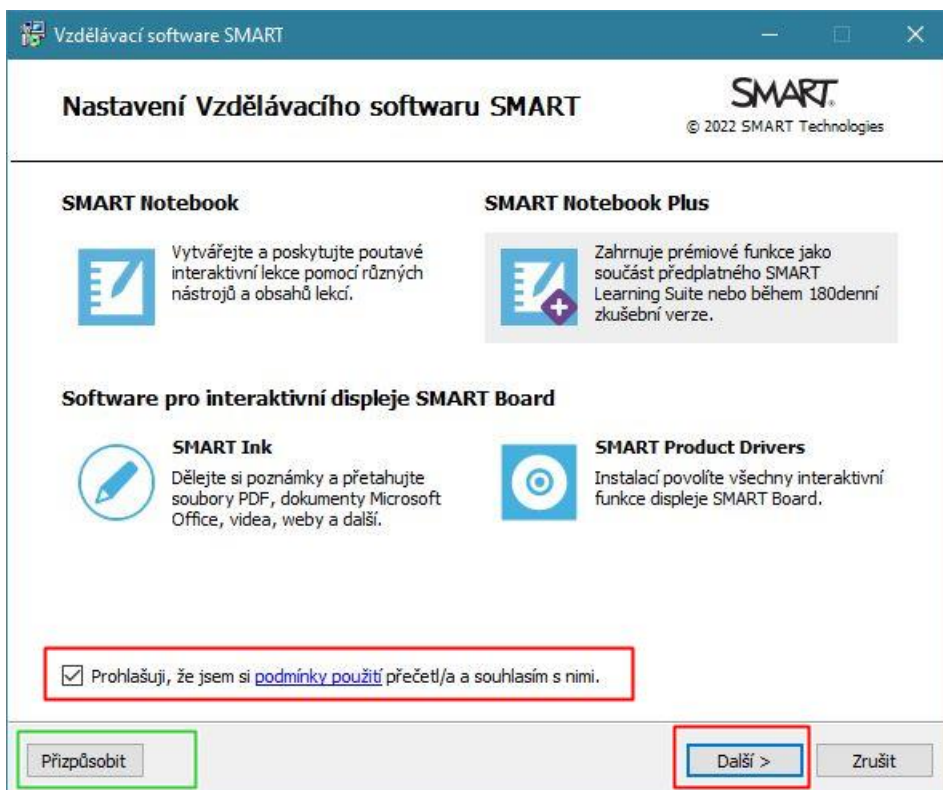 Vzdělávací software SMART
Nastavení Vzdělávacího softwaru SMART
SMART
© 2022 SMART Technologies
SMART Notebook
Vytvářejte a poskytujte poutavé
interaktivní lekce pomocí různých
nástrojů a obsahů lekcí.
SMART Notebook Plus
Zahrnuje prémiové funkce jako
součást předplatného SMART
Learning Suite nebo během 180denní
zkušební verze.
Software pro interaktivní displeje SMART Board
SMART Ink
Dělejte si poznámky a přetahujte
soubory PDF, dokumenty Microsoft
Office, videa, weby a další.
SMART Product Drivers
Instalací povolíte všechny interaktivní
funkce displeje SMART Board.
Prohlašuji, že jsem si podmínky použití přečetl/a a souhlasím s nimi.
Přizpůsobit
Další >
Zrušit